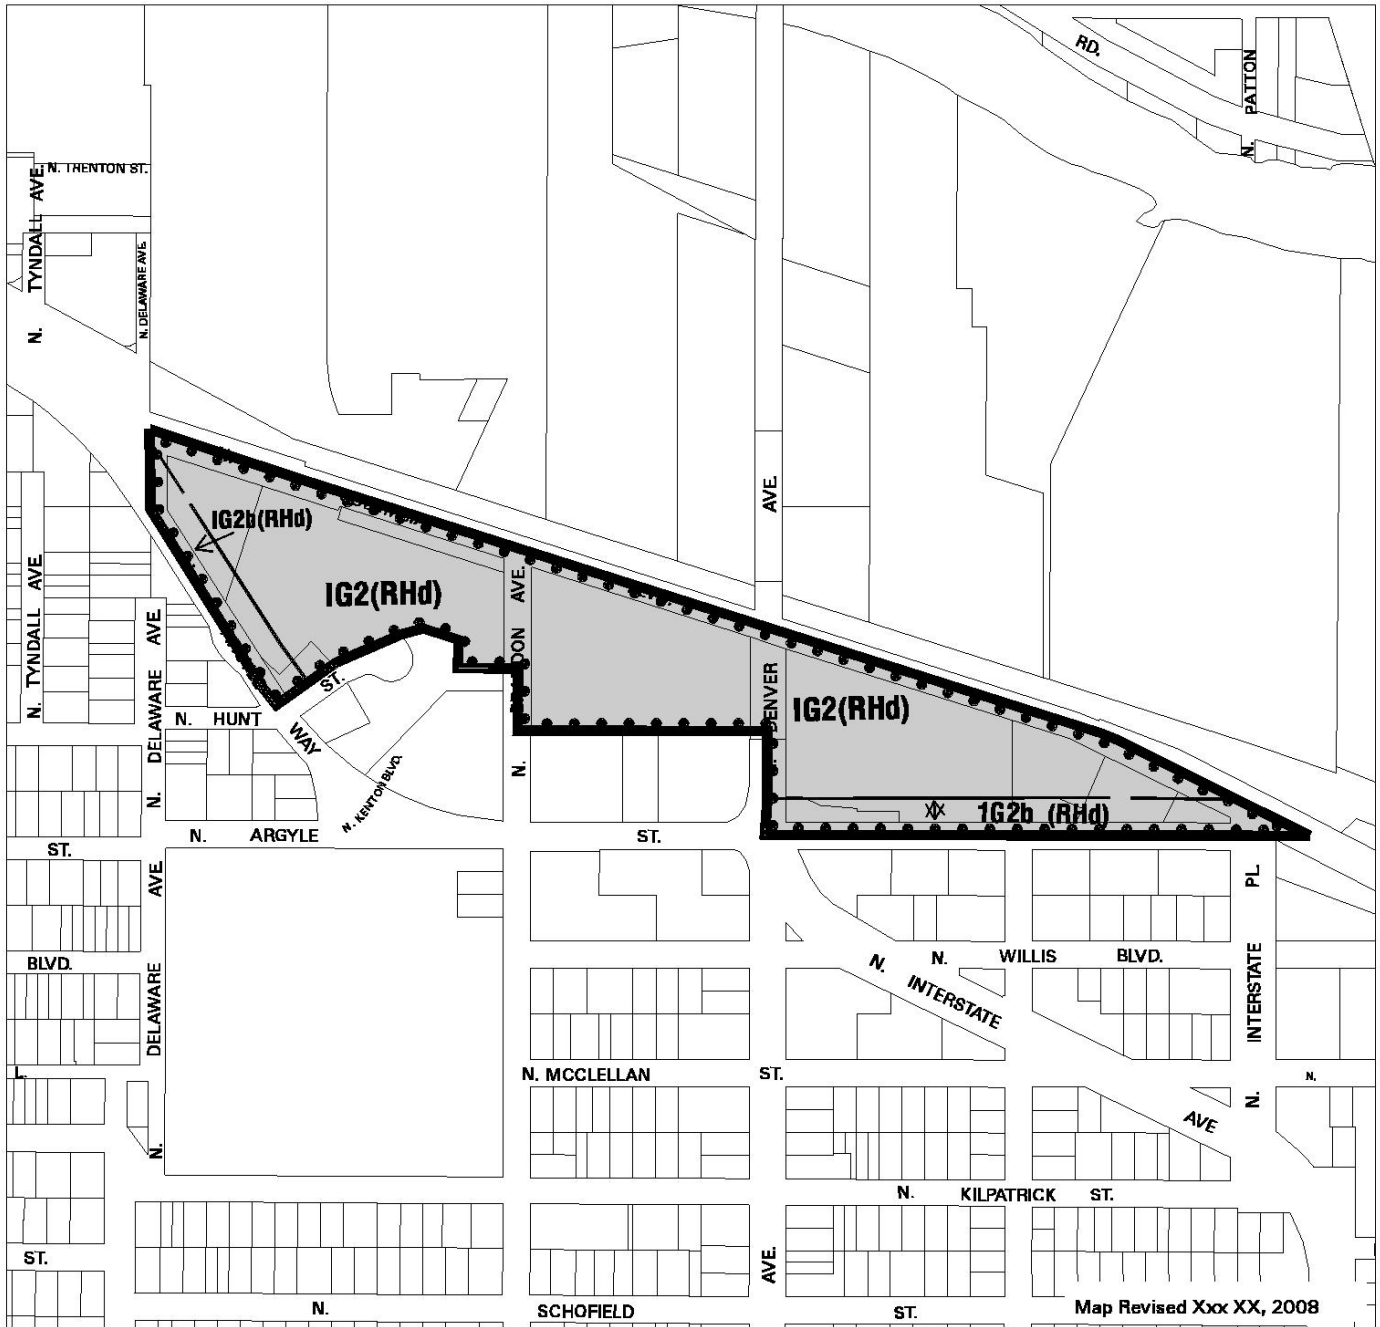 RD.
PATTON
N.
N. TRENTON ST.
N. TYNDALL AVE.
N. DELAWARE AVE.
AVE.
IG2b(RHd)
IG2(RHd)
AVE.
N. TYNDALL AVE.
N. DELAWARE AVE.
ST.
N. HUNT
WAY
DENVER
IG2(RHd)
N.
N. KENTON BLVD.
1G2b (RHd)
N. ARGYLE
ST.
ST.
AVE.
PL.
BLVD.
N.
N. WILLIS BLVD.
INTERSTATE
N. DELAWARE
N. INTERSTATE
L.
N. MCCLELLAN
ST.
N.
N.
AVE
N. KILPATRICK ST.
ST.
AVE.
N.
SCHOFIELD
ST.
Map Revised Xxx XX, 2008